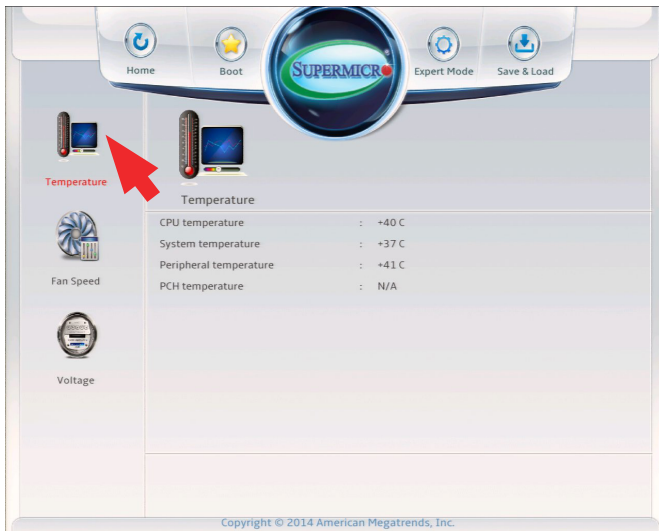 Home
Boot
SUPERMICR
Expert Mode
Save & Load
Temperature
Fan Speed
Voltage
Temperature
CPU temperature : +40 C
System temperature : +37 C
Peripheral temperature : +41 C
PCH temperature : N/A
Copyright © 2014 American Megatrends, Inc.